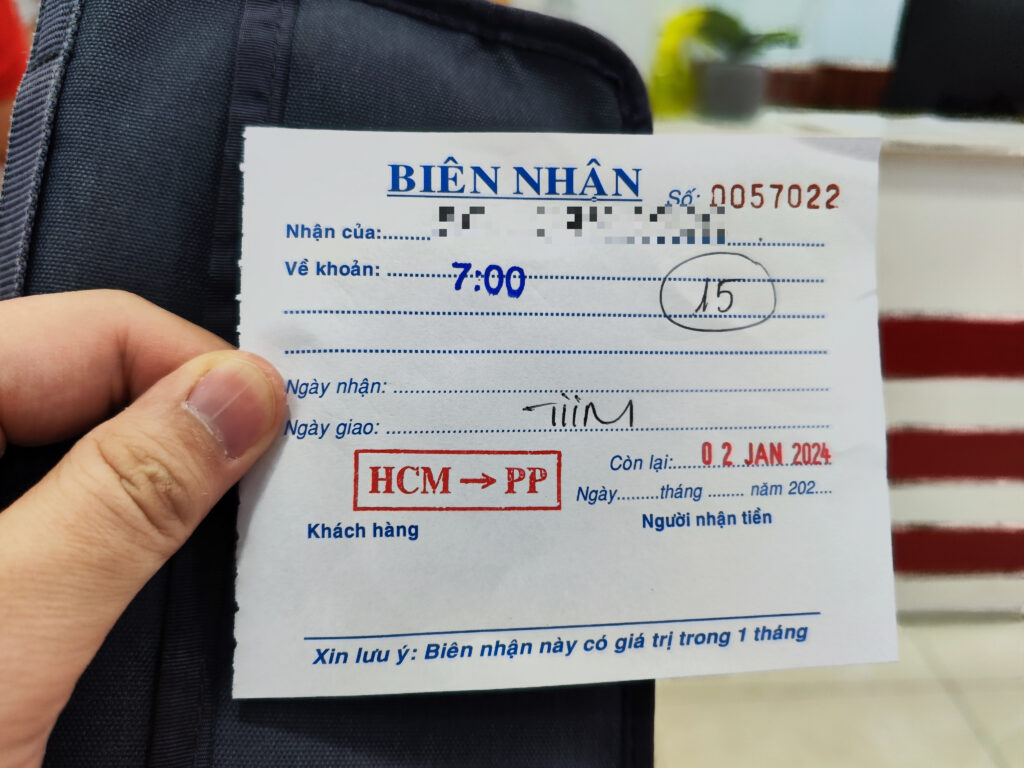 BIÊN NHẬN
Số: 0057022
Nhận của:
Về khoản: 7:00
15
Ngày nhận:
Ngày giao:
Còn lại: 02 JAN 2024
HCM → PP
Ngày........tháng ........ năm 202....
Khách hàng
Người nhận tiền
Xin lưu ý: Biên nhận này có giá trị trong 1 tháng